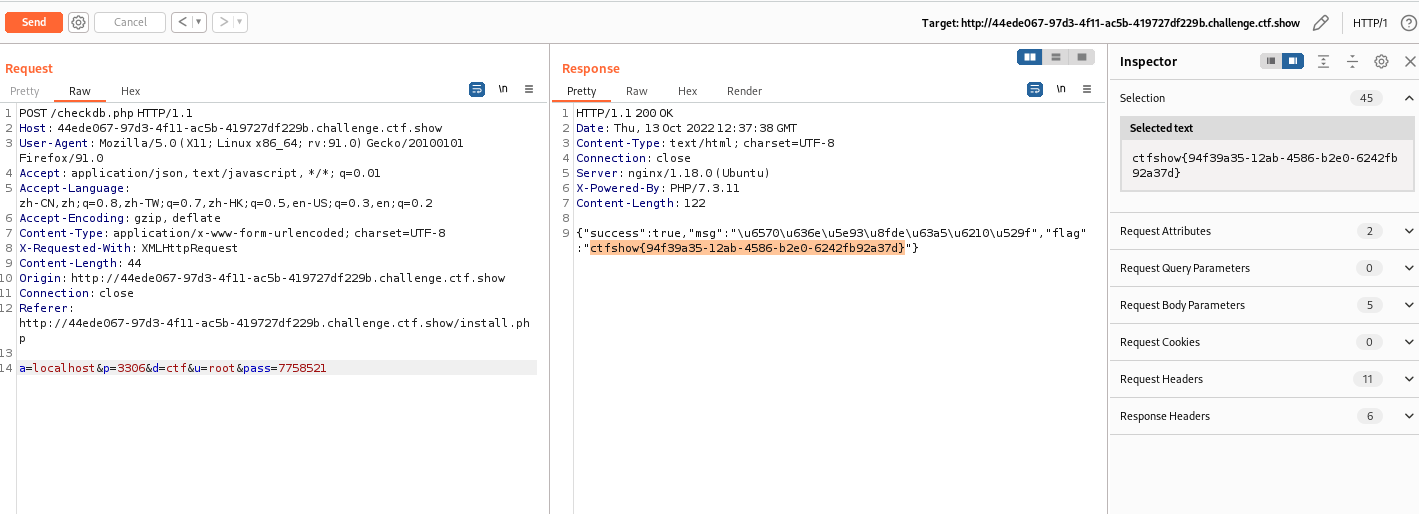 Send Cancel < > Target: http://44ede067-97d3-4f11-ac5b-419727df229b.challenge.ctf.show HTTP/1 ?
Request
Pretty Raw Hex \n
1 POST /checkdb.php HTTP/1.1
2 Host: 44ede067-97d3-4f11-ac5b-419727df229b.challenge.ctf.show
3 User-Agent: Mozilla/5.0 (X11; Linux x86_64; rv:91.0) Gecko/20100101
Firefox/91.0
4 Accept: application/json, text/javascript, */*; q=0.01
5 Accept-Language:
zh-CN,zh;q=0.8,zh-TW;q=0.7,zh-HK;q=0.5,en-US;q=0.3,en;q=0.2
6 Accept-Encoding: gzip, deflate
7 Content-Type: application/x-www-form-urlencoded; charset=UTF-8
8 X-Requested-With: XMLHttpRequest
9 Content-Length: 44
10 Origin: http://44ede067-97d3-4f11-ac5b-419727df229b.challenge.ctf.show
11 Connection: close
12 Referer:
http://44ede067-97d3-4f11-ac5b-419727df229b.challenge.ctf.show/install.ph
p
13
14 a=localhost&p=3306&d=ctf&u=root&pass=7758521
Response
Pretty Raw Hex Render \n
1 HTTP/1.1 200 OK
2 Date: Thu, 13 Oct 2022 12:37:38 GMT
3 Content-Type: text/html; charset=UTF-8
4 Connection: close
5 Server: nginx/1.18.0 (Ubuntu)
6 X-Powered-By: PHP/7.3.11
7 Content-Length: 122
8
9 {"success":true,"msg":"\u6570\u636e\u5e93\u8fde\u63a5\u6210\u529f","flag"
:"ctfshow{94f39a35-12ab-4586-b2e0-6242fb92a37d}"}
Inspector
Selection 45
Selected text
ctfshow{94f39a35-12ab-4586-b2e0-6242fb
92a37d}
Request Attributes 2
Request Query Parameters 0
Request Body Parameters 5
Request Cookies 0
Request Headers 11
Response Headers 6